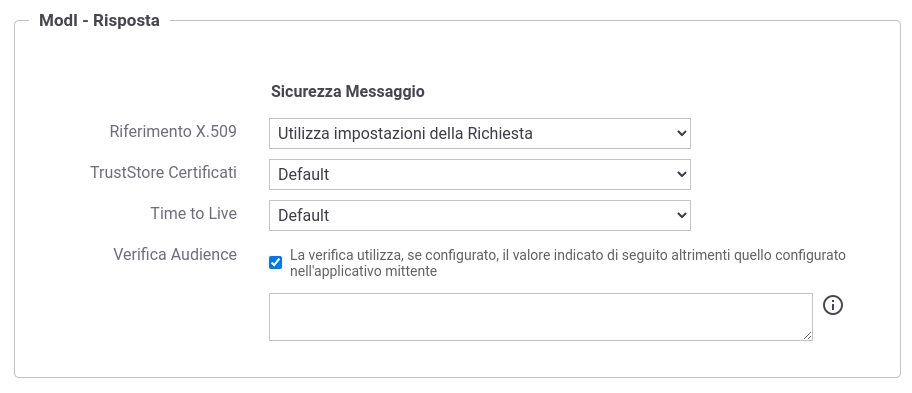 ModI - Risposta
Sicurezza Messaggio
Riferimento X.509
Utilizza impostazioni della Richiesta
TrustStore Certificati
Default
Time to Live
Default
Verifica Audience
La verifica utilizza, se configurato, il valore indicato di seguito altrimenti quello configurato
nell'applicativo mittente